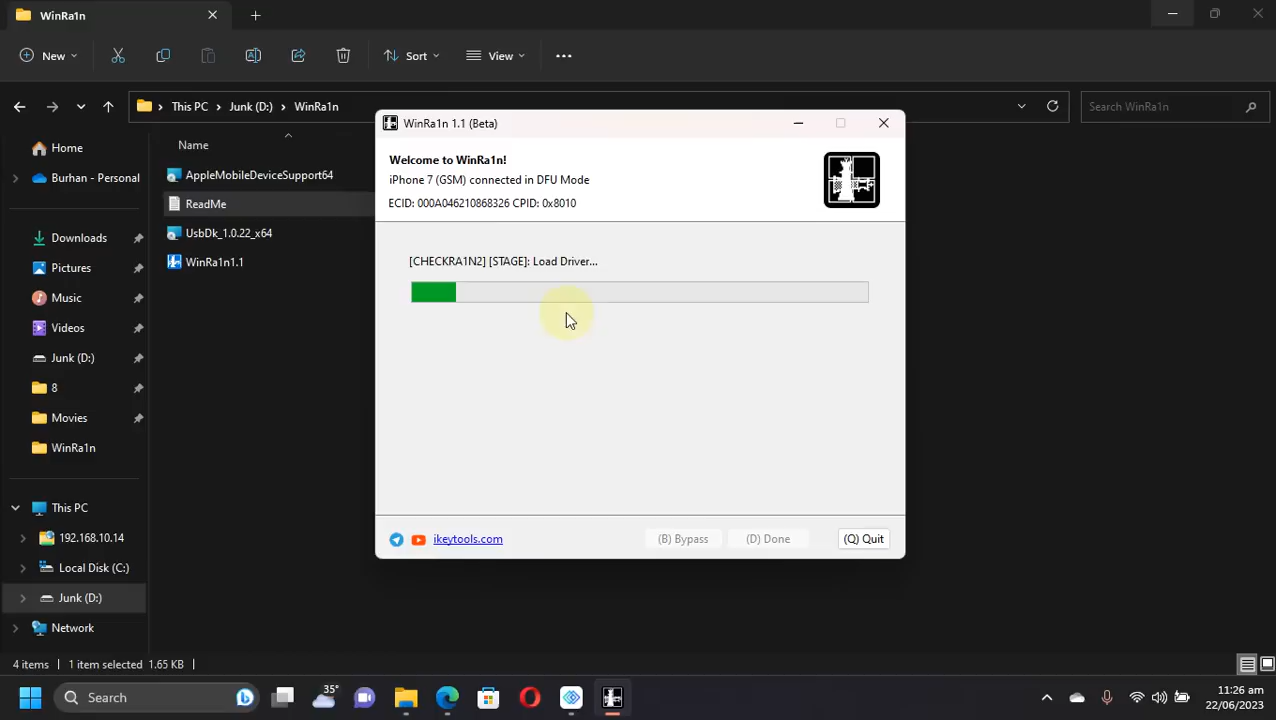 WinRa1n
New
Sort
View
This PC
Junk (D:)
WinRa1n
Search WinRa1n
Home
Burhan - Personal
Downloads
Pictures
Music
Videos
Junk (D:)
8
Movies
WinRa1n
This PC
192.168.10.14
Local Disk (C:)
Junk (D:)
Network
Name
AppleMobileDeviceSupport64
ReadMe
UsbDk_1.0.22_x64
WinRa1n1.1
WinRa1n 1.1 (Beta)
Welcome to WinRa1n!
iPhone 7 (GSM) connected in DFU Mode
ECID: 000A046210868326 CPID: 0x8010
[CHECKRA1N2] [STAGE]: Load Driver...
ikeytools.com
(B) Bypass
(D) Done
(Q) Quit
4 items
1 item selected 1.65 KB
Search
35°
11:26 am
22/06/2023